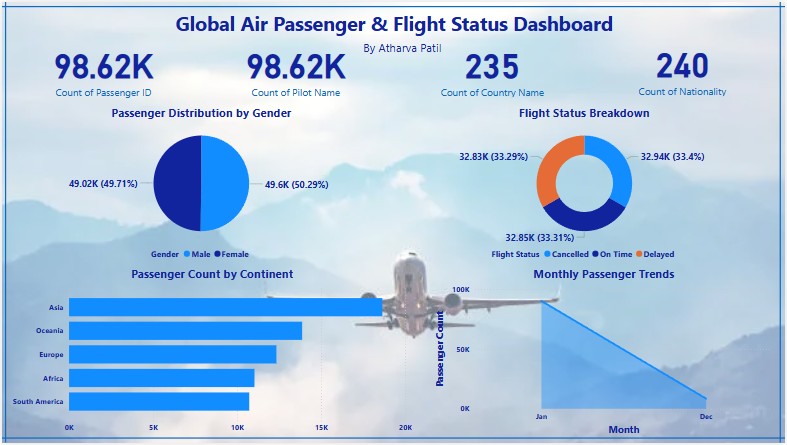 Global Air Passenger & Flight Status Dashboard
By Atharva Patil
98.62K
Count of Passenger ID
98.62K
Count of Pilot Name
235
Count of Country Name
240
Count of Nationality
Passenger Distribution by Gender
49.02K (49.71%)
49.6K (50.29%)
Gender Male Female
Flight Status Breakdown
32.83K (33.29%)
32.94K (33.4%)
32.85K (33.31%)
Flight Status Cancelled On Time Delayed
Passenger Count by Continent
Asia
Oceania
Europe
Africa
South America
0K 5K 10K 15K 20K
Monthly Passenger Trends
Passenger Count
100K
50K
0K
Jan Dec
Month